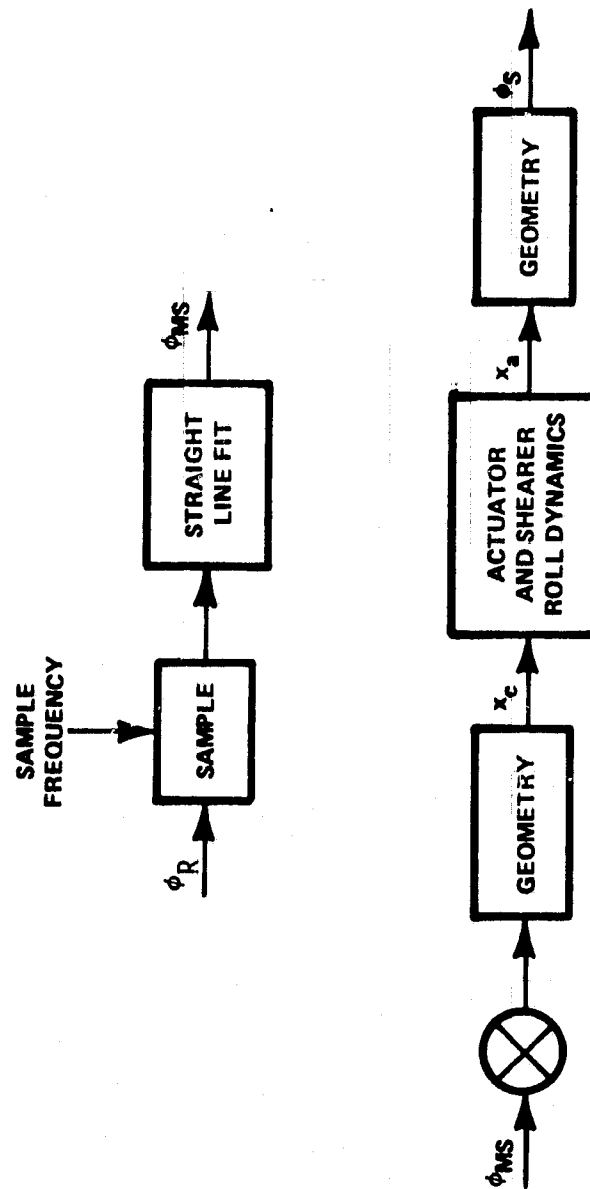 SAMPLE
FREQUENCY
ϕR
SAMPLE
STRAIGHT
LINE FIT
ϕMS
ϕMS
GEOMETRY
xc
ACTUATOR
AND SHEARER
ROLL DYNAMICS
xa
GEOMETRY
ϕS